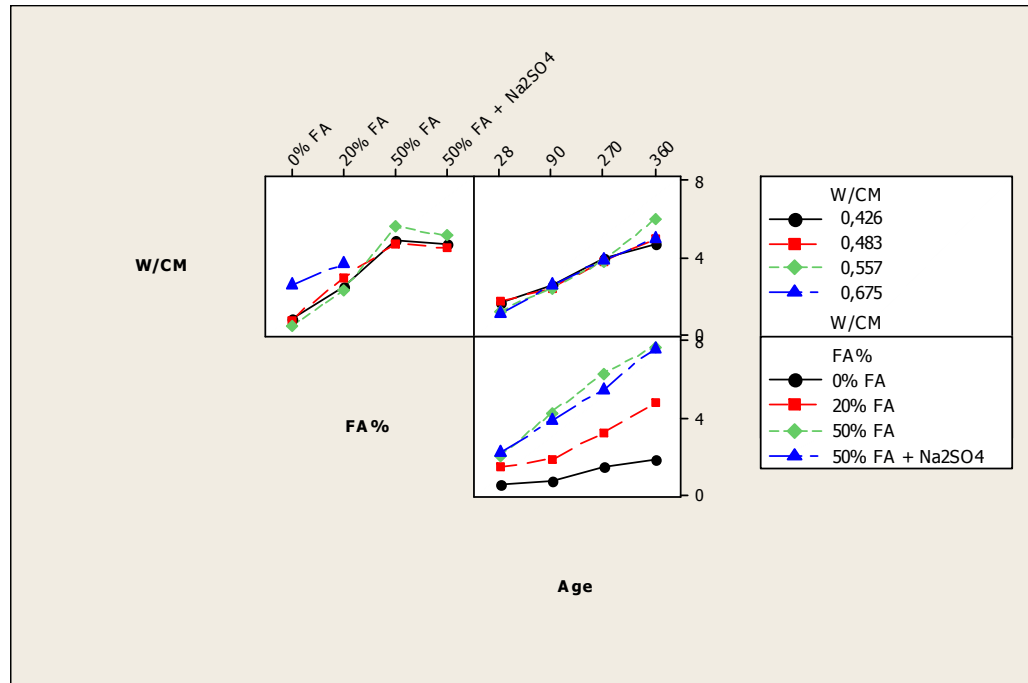 0% FA
20% FA
50% FA
50% FA + Na2SO4
28
90
270
360
W/CM
8
4
0
W/CM
0,426
0,483
0,557
0,675
W/CM
FA%
8
4
0
FA%
0% FA
20% FA
50% FA
50% FA + Na2SO4
Age